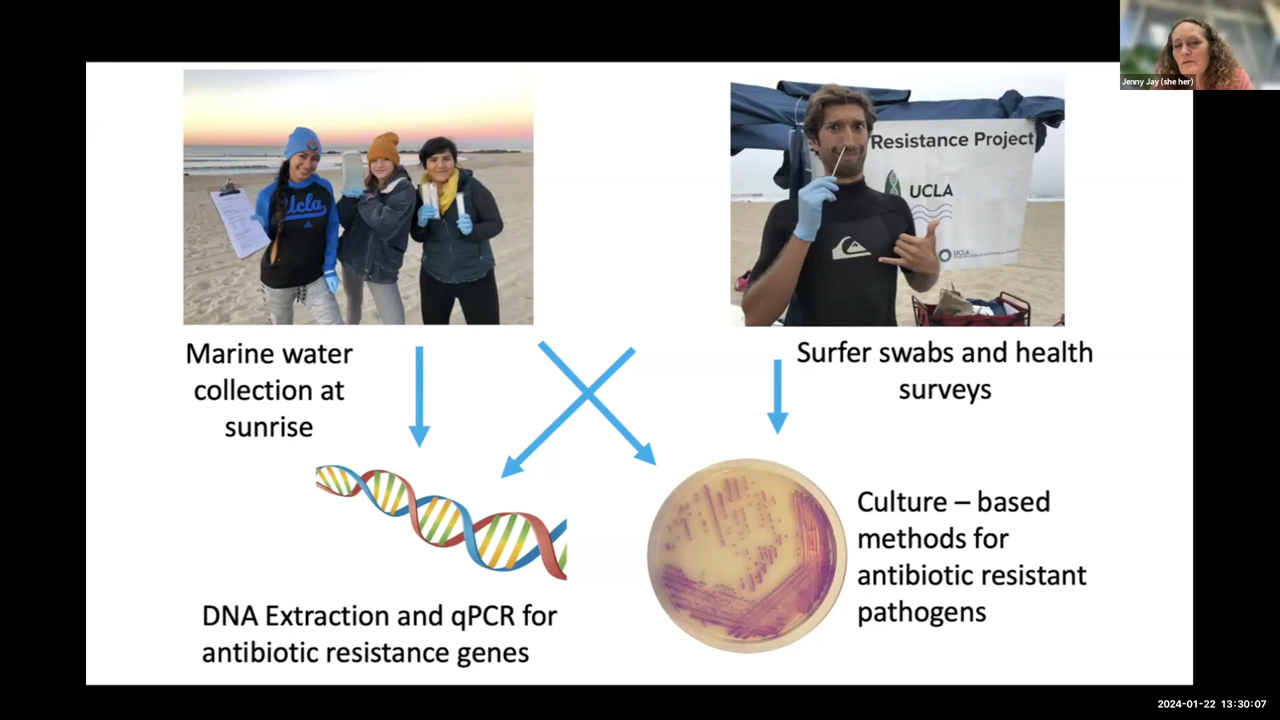 Jenny Jay (she her)
Ucla
Resistance Project
UCLA
UCLA
Marine water
collection at
sunrise
Surfer swabs and health
surveys
DNA Extraction and qPCR for
antibiotic resistance genes
Culture – based
methods for
antibiotic resistant
pathogens
2024-01-22 13:30:07